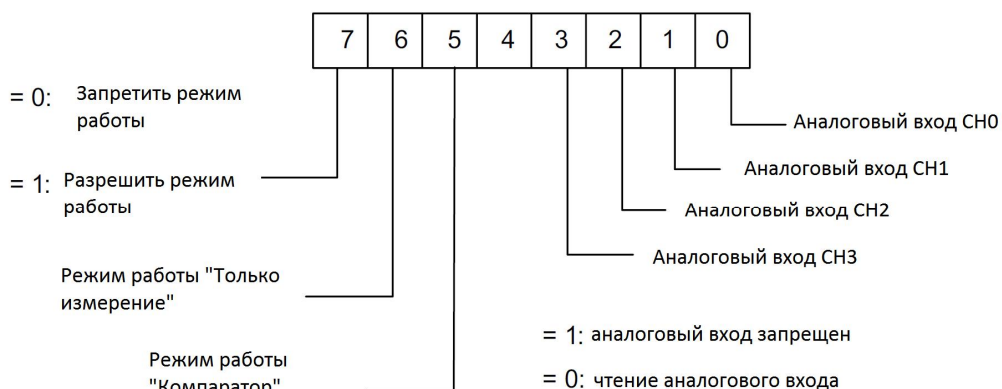 7 6 5 4 3 2 1 0
= 0: Запретить режим
работы
Аналоговый вход CH0
= 1: Разрешить режим
работы
Аналоговый вход CH1
Аналоговый вход CH2
Аналоговый вход CH3
Режим работы "Только
измерение"
= 1: аналоговый вход запрещен
Режим работы
"Компаратор"
= 0: чтение аналогового входа